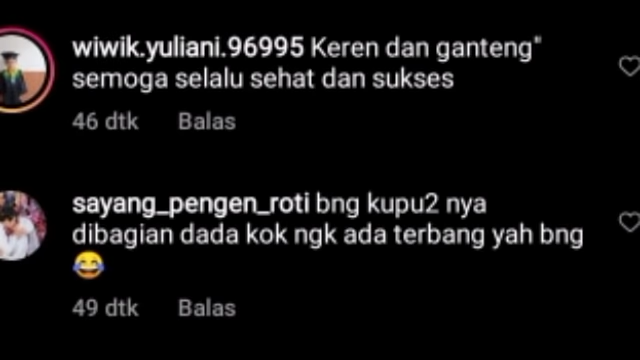 wiwik.yuliani.96995 Keren dan ganteng"
semoga selalu sehat dan sukses
46 dtk Balas
sayang_pengen_roti bng kupu2 nya
dibagian dada kok ngk ada terbang yah bng
😂
49 dtk Balas